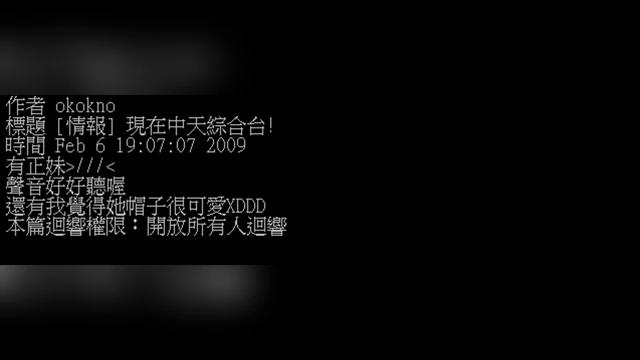 作者 okokno
標題 [情報] 現在中天綜合台!
時間 Feb 6 19:07:07 2009
有正妹>///<
聲音好好聽喔
還有我覺得她帽子很可愛XDDD
本篇迴響權限：開放所有人迴響